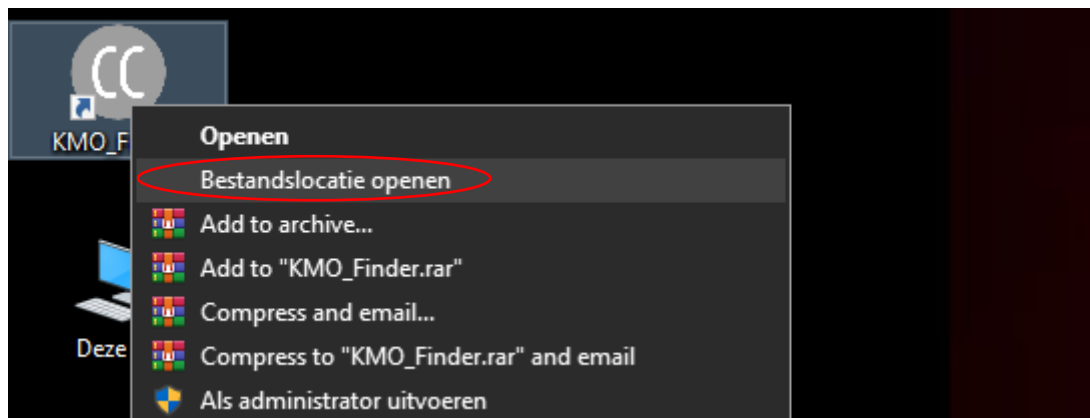 CC
KMO_F
Openen
Bestandslocatie openen
Add to archive...
Add to "KMO_Finder.rar"
Compress and email...
Deze
Compress to "KMO_Finder.rar" and email
Als administrator uitvoeren